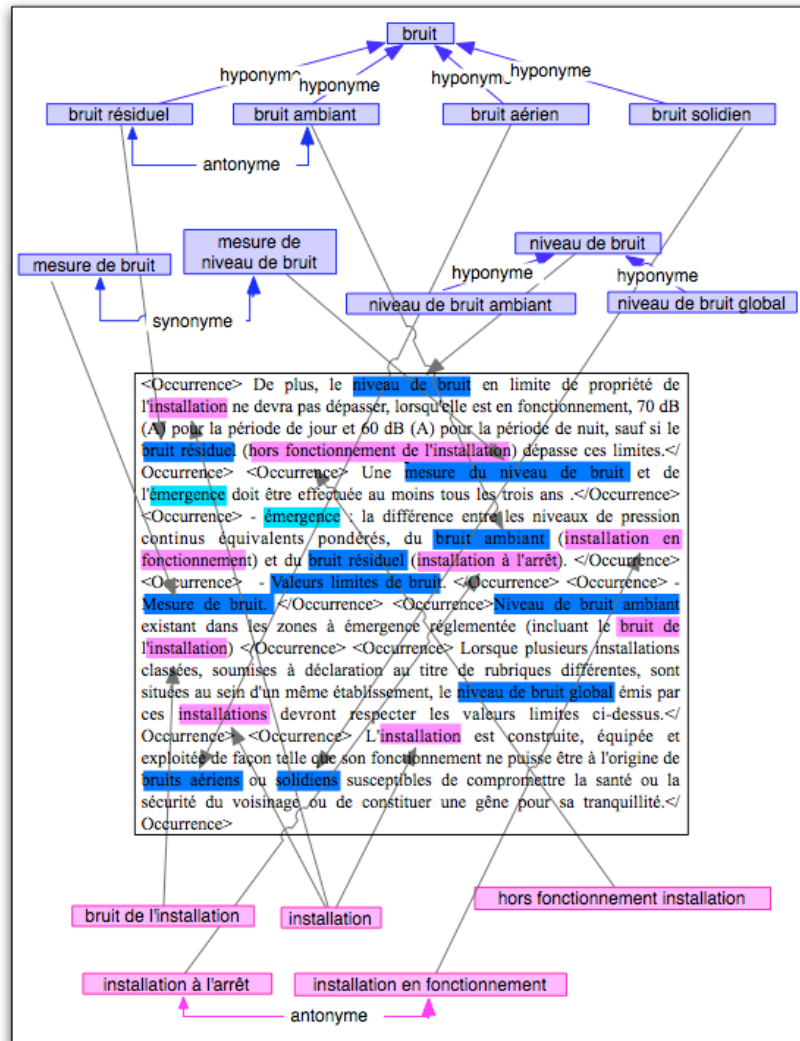 bruit
hyponyme hyponyme hyponyme hyponyme
bruit résiduel bruit ambiant bruit aérien bruit solidien
antonyme
mesure de
niveau de bruit
niveau de bruit
mesure de bruit
hyponyme hyponyme
niveau de bruit ambiant niveau de bruit global
synonyme
<Occurrence> De plus, le niveau de bruit en limite de propriété de
l'installation ne devra pas dépasser, lorsqu'elle est en fonctionnement, 70 dB
(A) pour la période de jour et 60 dB (A) pour la période de nuit, sauf si le
bruit résiduel (hors fonctionnement de l'installation) dépasse ces limites.</
Occurrence> <Occurrence> Une mesure du niveau de bruit et de
l'émergence doit être effectuée au moins tous les trois ans .</Occurrence>
<Occurrence> - émergence : la différence entre les niveaux de pression
continus équivalents pondérés, du bruit ambiant (installation en
fonctionnement) et du bruit résiduel (installation à l'arrêt). </Occurrence>
<Occurrence> - Valeurs limites de bruit. </Occurrence> <Occurrence> -
Mesure de bruit. </Occurrence> <Occurrence>Niveau de bruit ambiant
existant dans les zones à émergence réglementée (incluant le bruit de
l'installation) </Occurrence> <Occurrence> Lorsque plusieurs installations
classées, soumises à déclaration au titre de rubriques différentes, sont
situées au sein d'un même établissement, le niveau de bruit global émis par
ces installations devront respecter les valeurs limites ci-dessus.</
Occurrence> <Occurrence> L'installation est construite, équipée et
exploitée de façon telle que son fonctionnement ne puisse être à l'origine de
bruits aériens ou solidiens susceptibles de compromettre la santé ou la
sécurité du voisinage ou de constituer une gêne pour sa tranquillité.</
Occurrence>
hors fonctionnement installation
bruit de l'installation installation
installation à l'arrêt installation en fonctionnement
antonyme